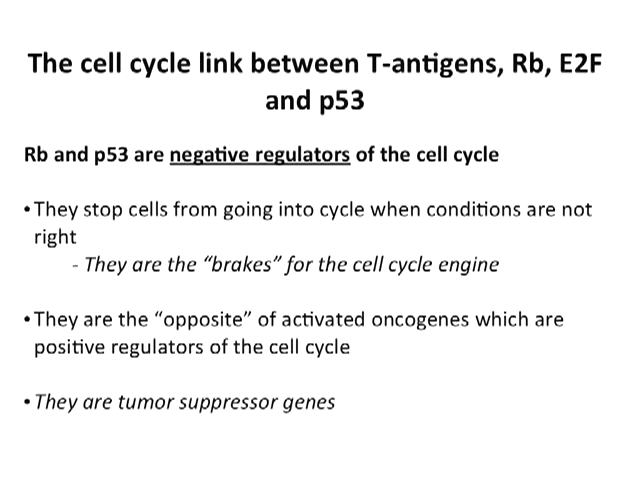 The cell cycle link between T-antigens, Rb, E2F
and p53
Rb and p53 are negative regulators of the cell cycle
• They stop cells from going into cycle when conditions are not
right
- They are the “brakes” for the cell cycle engine
• They are the “opposite” of activated oncogenes which are
positive regulators of the cell cycle
• They are tumor suppressor genes